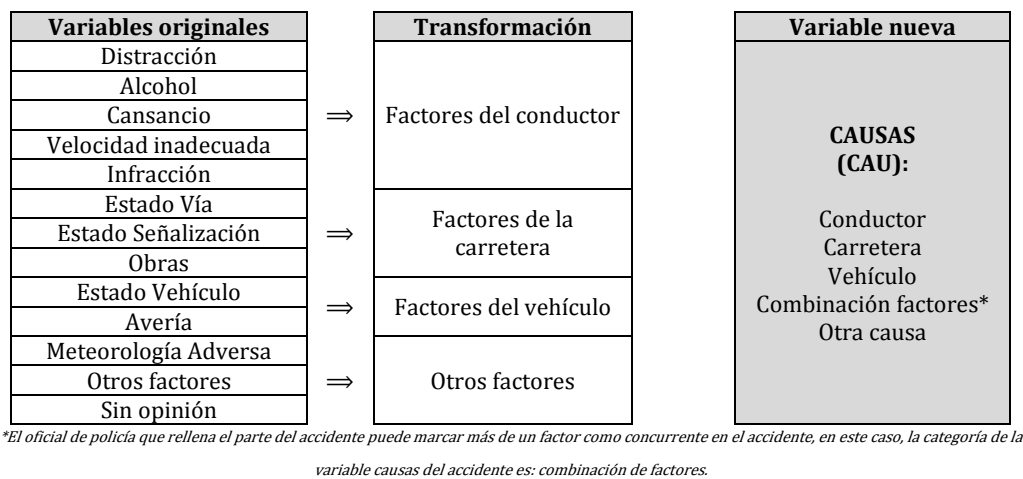 Variables originales
Distracción
Alcohol
Cansancio
Velocidad inadecuada
Infracción
Estado Vía
Estado Señalización
Obras
Estado Vehículo
Avería
Meteorología Adversa
Otros factores
Sin opinión
⇒
⇒
⇒
⇒
Transformación
Factores del conductor
Factores de la
carretera
Factores del vehículo
Otros factores
Variable nueva
CAUSAS
(CAU):
Conductor
Carretera
Vehículo
Combinación factores*
Otra causa
*El oficial de policía que rellena el parte del accidente puede marcar más de un factor como concurrente en el accidente, en este caso, la categoría de la
variable causas del accidente es: combinación de factores.